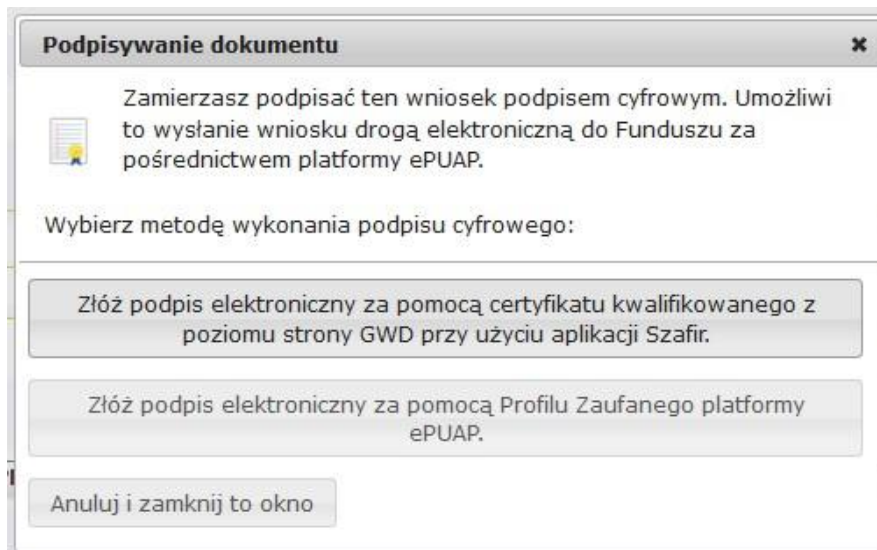 Podpisywanie dokumentu
Zamierzasz podpisać ten wniosek podpisem cyfrowym. Umożliwi
to wysłanie wniosku drogą elektroniczną do Funduszu za
pośrednictwem platformy ePUAP.
Wybierz metodę wykonania podpisu cyfrowego:
Złóż podpis elektroniczny za pomocą certyfikatu kwalifikowanego z
poziomu strony GWD przy użyciu aplikacji Szafir.
Złóż podpis elektroniczny za pomocą Profilu Zaufanego platformy
ePUAP.
Anuluj i zamknij to okno